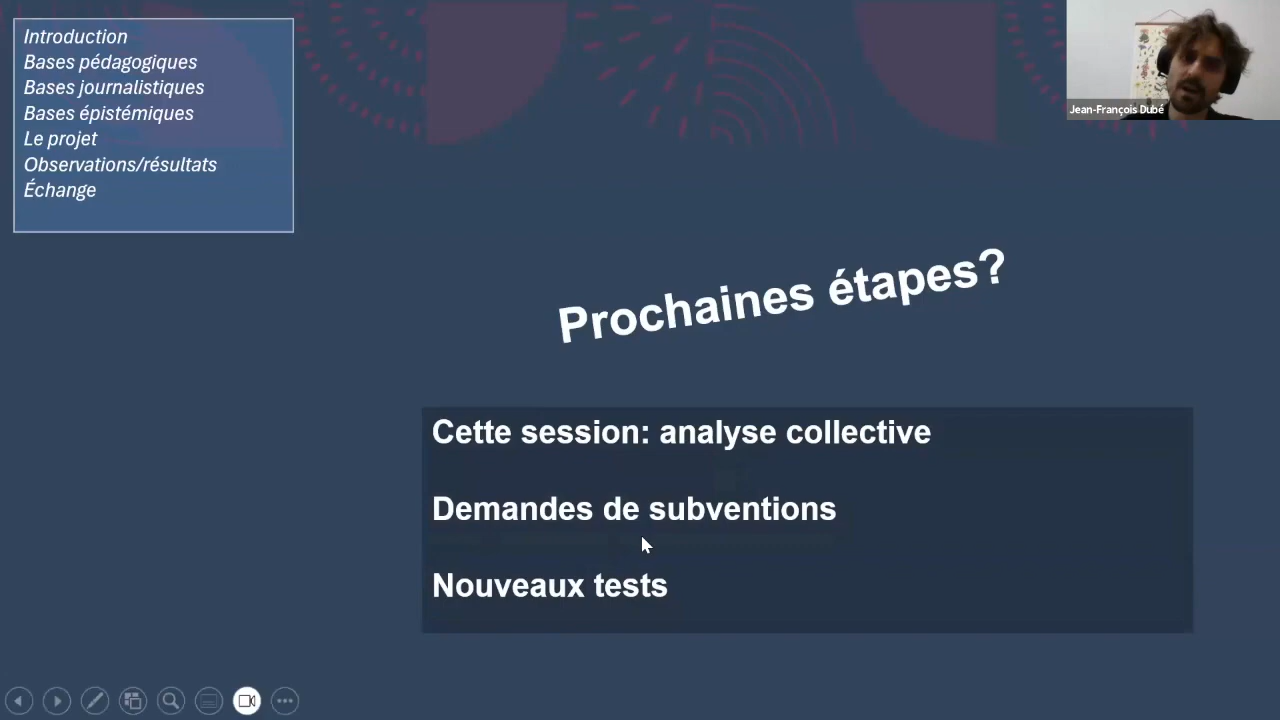 Introduction
Bases pédagogiques
Bases journalistiques
Bases épistémiques
Le projet
Observations/résultats
Échange
Jean-François Dubé
Prochaines étapes?
Cette session: analyse collective
Demandes de subventions
Nouveaux tests